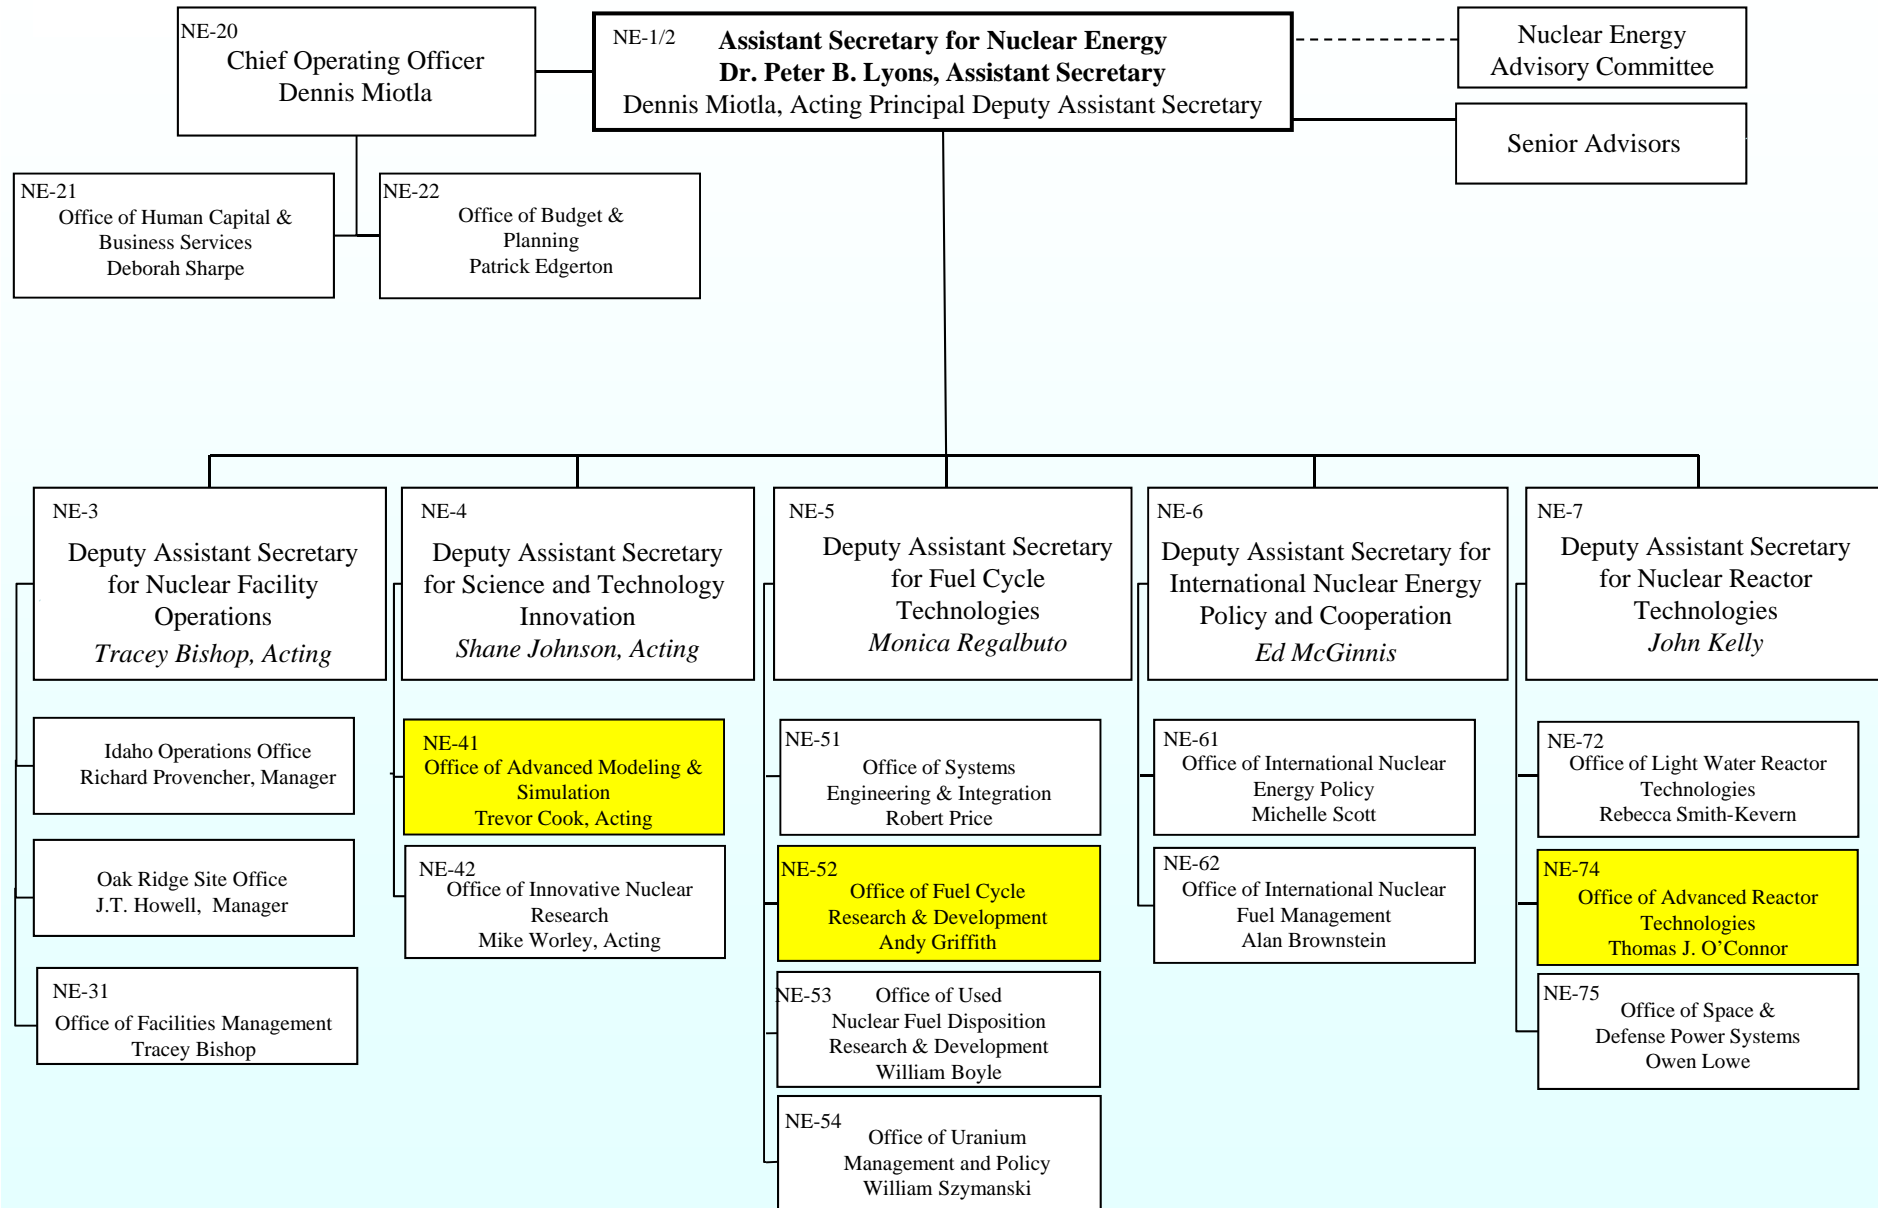 NE-20
Chief Operating Officer
Dennis Miotla
NE-1/2
Assistant Secretary for Nuclear Energy
Dr. Peter B. Lyons, Assistant Secretary
Dennis Miotla, Acting Principal Deputy Assistant Secretary
Nuclear Energy
Advisory Committee
Senior Advisors
NE-21
Office of Human Capital &
Business Services
Deborah Sharpe
NE-22
Office of Budget &
Planning
Patrick Edgerton
NE-3
Deputy Assistant Secretary
for Nuclear Facility
Operations
Tracey Bishop, Acting
Idaho Operations Office
Richard Provencher, Manager
Oak Ridge Site Office
J.T. Howell, Manager
NE-31
Office of Facilities Management
Tracey Bishop
NE-4
Deputy Assistant Secretary
for Science and Technology
Innovation
Shane Johnson, Acting
NE-41
Office of Advanced Modeling &
Simulation
Trevor Cook, Acting
NE-42
Office of Innovative Nuclear
Research
Mike Worley, Acting
NE-5
Deputy Assistant Secretary
for Fuel Cycle
Technologies
Monica Regalbuto
NE-51
Office of Systems
Engineering & Integration
Robert Price
NE-52
Office of Fuel Cycle
Research & Development
Andy Griffith
NE-53
Office of Used
Nuclear Fuel Disposition
Research & Development
William Boyle
NE-54
Office of Uranium
Management and Policy
William Szymanski
NE-6
Deputy Assistant Secretary for
International Nuclear Energy
Policy and Cooperation
Ed McGinnis
NE-61
Office of International Nuclear
Energy Policy
Michelle Scott
NE-62
Office of International Nuclear
Fuel Management
Alan Brownstein
NE-7
Deputy Assistant Secretary
for Nuclear Reactor
Technologies
John Kelly
NE-72
Office of Light Water Reactor
Technologies
Rebecca Smith-Kevern
NE-74
Office of Advanced Reactor
Technologies
Thomas J. O’Connor
NE-75
Office of Space &
Defense Power Systems
Owen Lowe